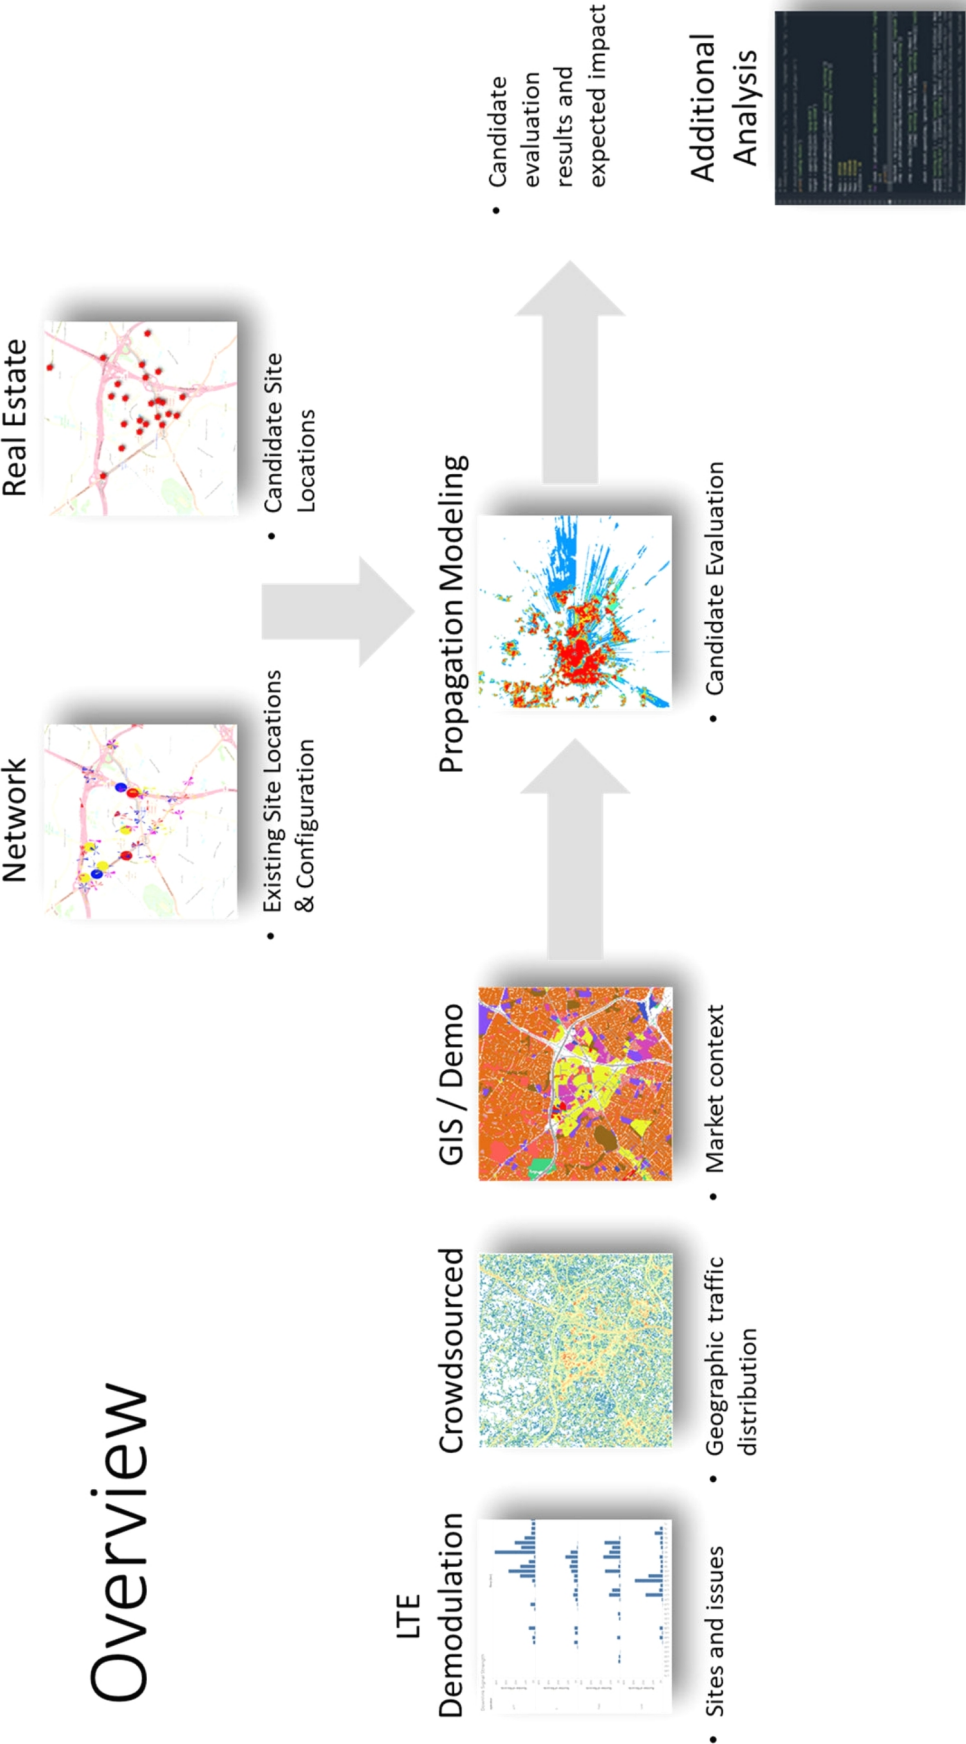 Overview
Network
• Existing Site Locations
& Configuration
Real Estate
• Candidate Site
Locations
LTE
Demodulation
• Sites and issues
Crowdsourced
• Geographic traffic
distribution
GIS / Demo
• Market context
Propagation Modeling
• Candidate Evaluation
• Candidate
evaluation
results and
expected impact
Additional
Analysis